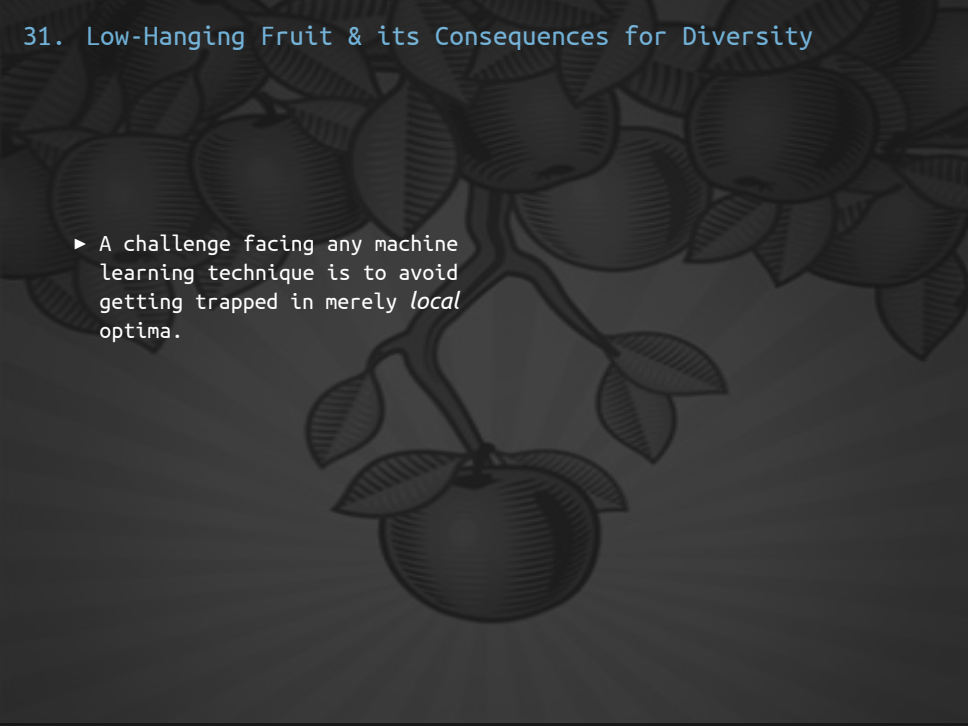 31. Low-Hanging Fruit & its Consequences for Diversity
▶ A challenge facing any machine
learning technique is to avoid
getting trapped in merely local
optima.